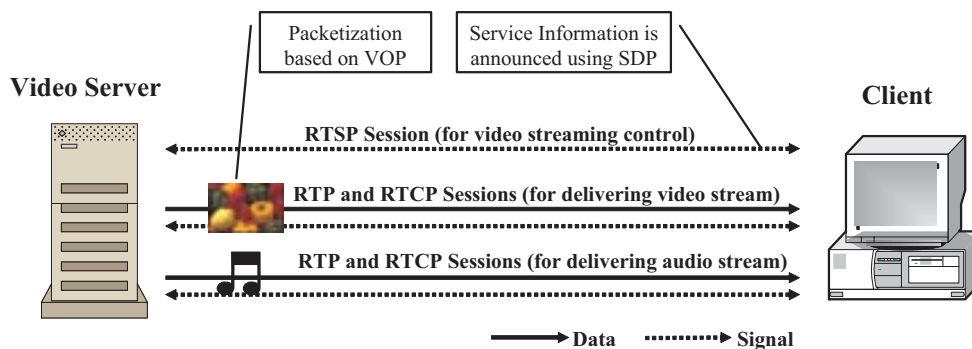 Packetization
based on VOP
Service Information is
announced using SDP
Video Server
Client
RTSP Session (for video streaming control)
RTP and RTCP Sessions (for delivering video stream)
RTP and RTCP Sessions (for delivering audio stream)
Data
Signal